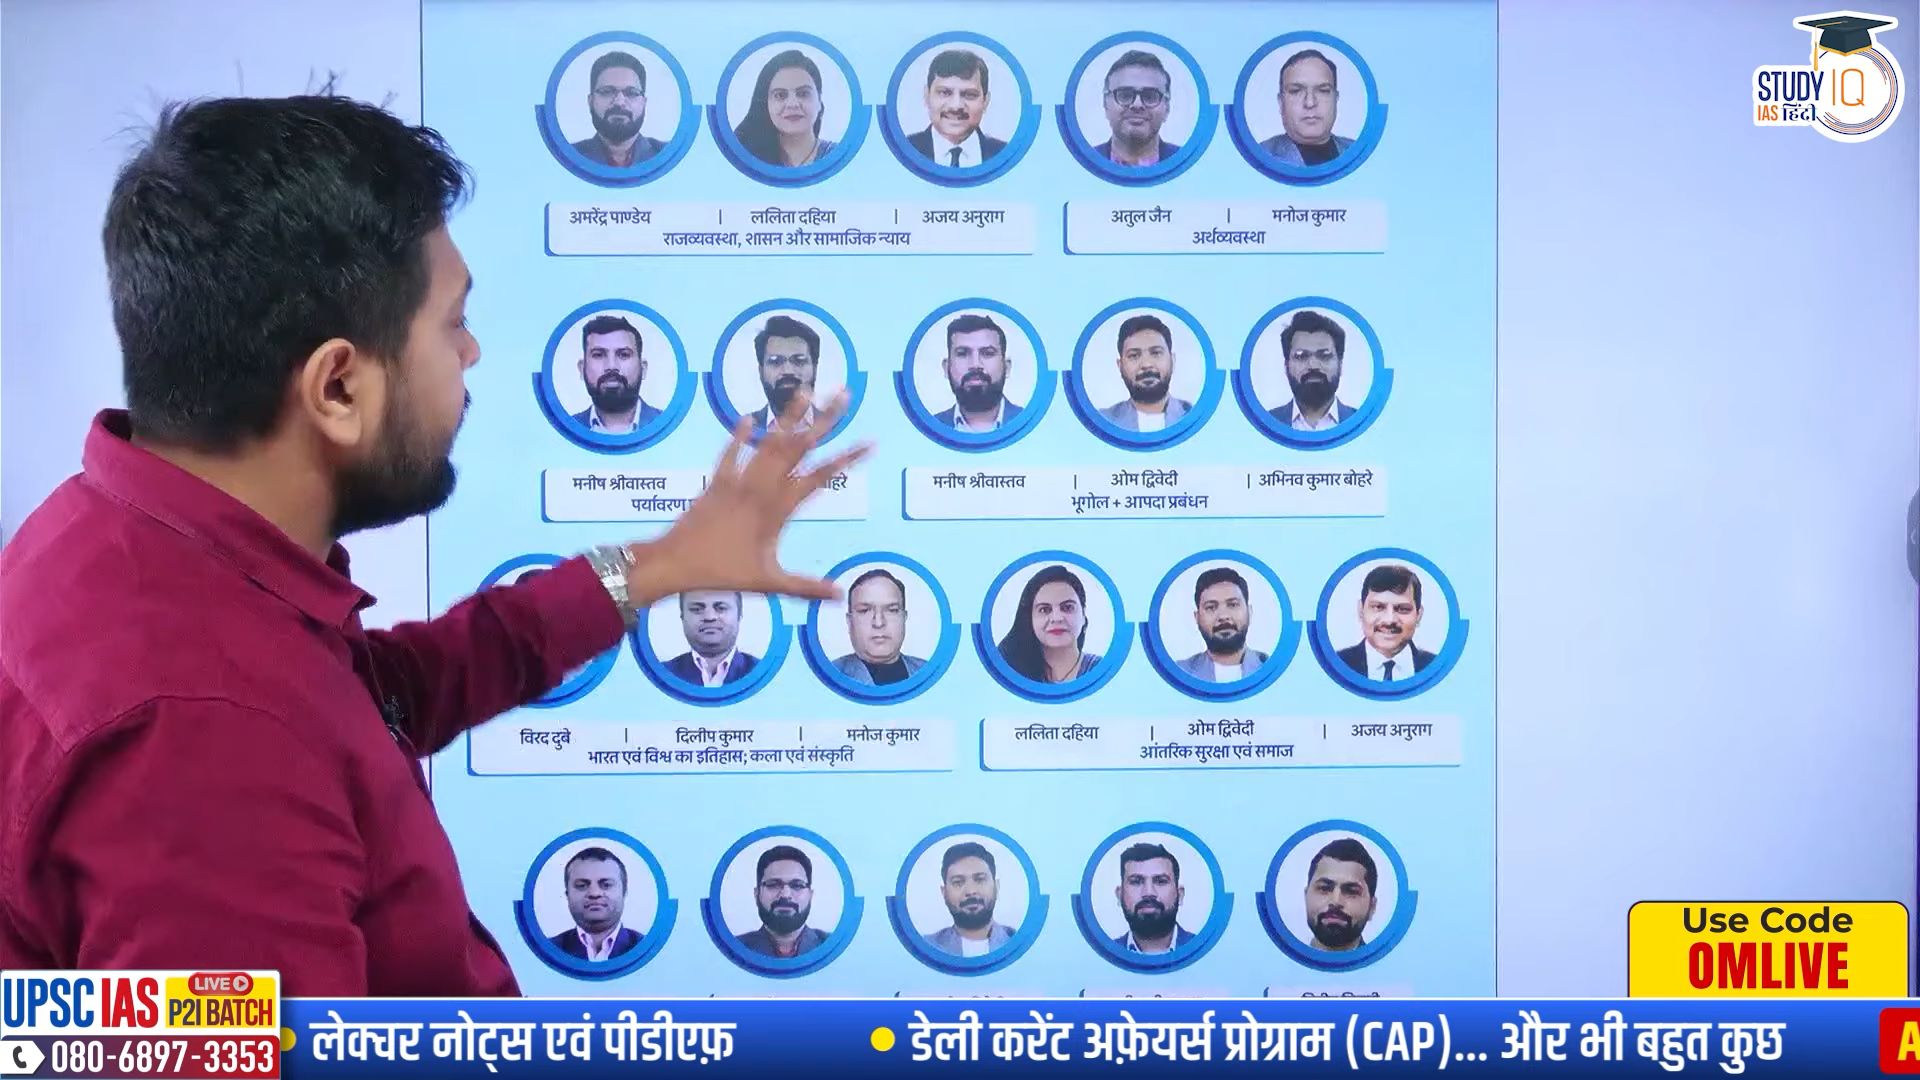 STUDY IQ
IAS हिंदी
अमरेंद्र पाण्डेय | ललिता दहिया | अजय अनुराग
राजव्यवस्था, शासन और सामाजिक न्याय
अतुल जैन | मनोज कुमार
अर्थव्यवस्था
मनीष श्रीवास्तव |
पर्यावरण
मनीष श्रीवास्तव | ओम द्विवेदी | अभिनव कुमार बोहरे
भूगोल + आपदा प्रबंधन
विरद दुबे | दिलीप कुमार | मनोज कुमार
भारत एवं विश्व का इतिहास; कला एवं संस्कृति
ललिता दहिया | ओम द्विवेदी | अजय अनुराग
आंतरिक सुरक्षा एवं समाज
Use Code
OMLIVE
UPSC IAS LIVE P2I BATCH
080-6897-3353
• लेक्चर नोट्स एवं पीडीएफ़ • डेली करेंट अफ़ेयर्स प्रोग्राम (CAP)... और भी बहुत कुछ